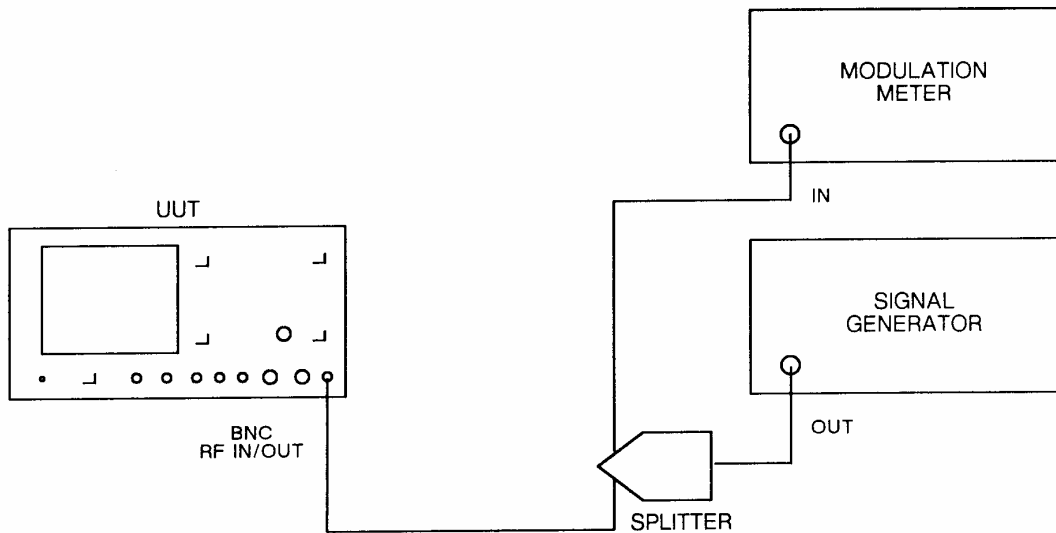 MODULATION
METER
IN
UUT
SIGNAL
GENERATOR
OUT
BNC
RF IN/OUT
SPLITTER